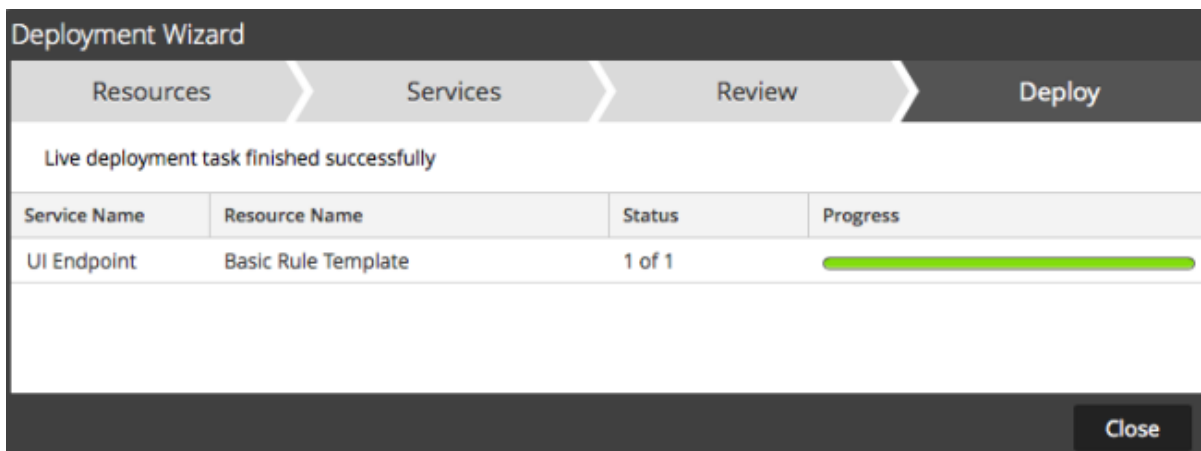 Deployment Wizard
Resources Services Review Deploy
Live deployment task finished successfully
Service Name Resource Name Status Progress
UI Endpoint Basic Rule Template 1 of 1
Close